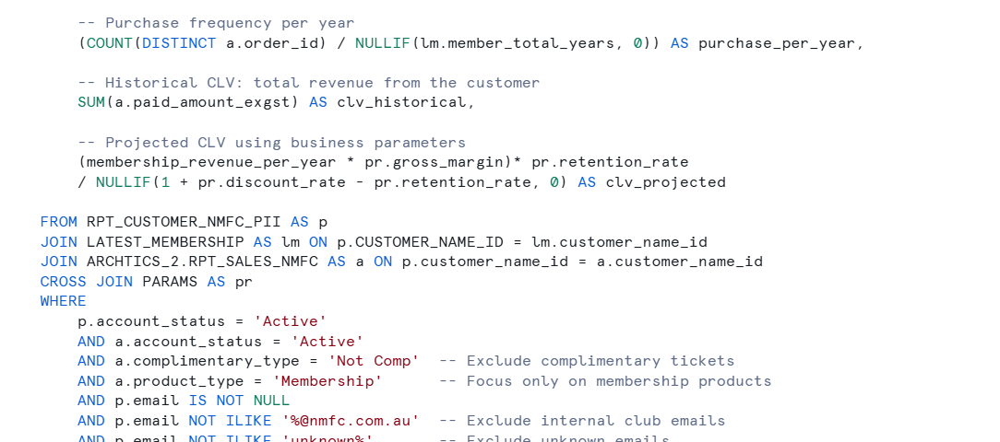 -- Purchase frequency per year
(COUNT(DISTINCT a.order_id) / NULLIF(lm.member_total_years, 0)) AS purchase_per_year,
-- Historical CLV: total revenue from the customer
SUM(a.paid_amount_exgst) AS clv_historical,
-- Projected CLV using business parameters
(membership_revenue_per_year * pr.gross_margin)* pr.retention_rate
/ NULLIF(1 + pr.discount_rate - pr.retention_rate, 0) AS clv_projected
FROM RPT_CUSTOMER_NMFC_PII AS p
JOIN LATEST_MEMBERSHIP AS lm ON p.CUSTOMER_NAME_ID = lm.customer_name_id
JOIN ARCHTICS_2.RPT_SALES_NMFC AS a ON p.customer_name_id = a.customer_name_id
CROSS JOIN PARAMS AS pr
WHERE
p.account_status = 'Active'
AND a.account_status = 'Active'
AND a.complimentary_type = 'Not Comp' -- Exclude complimentary tickets
AND a.product_type = 'Membership' -- Focus only on membership products
AND p.email IS NOT NULL
AND p.email NOT ILIKE '%@nmfc.com.au' -- Exclude internal club emails
AND p.email NOT ILIKE 'unknown%' -- Exclude unknown emails